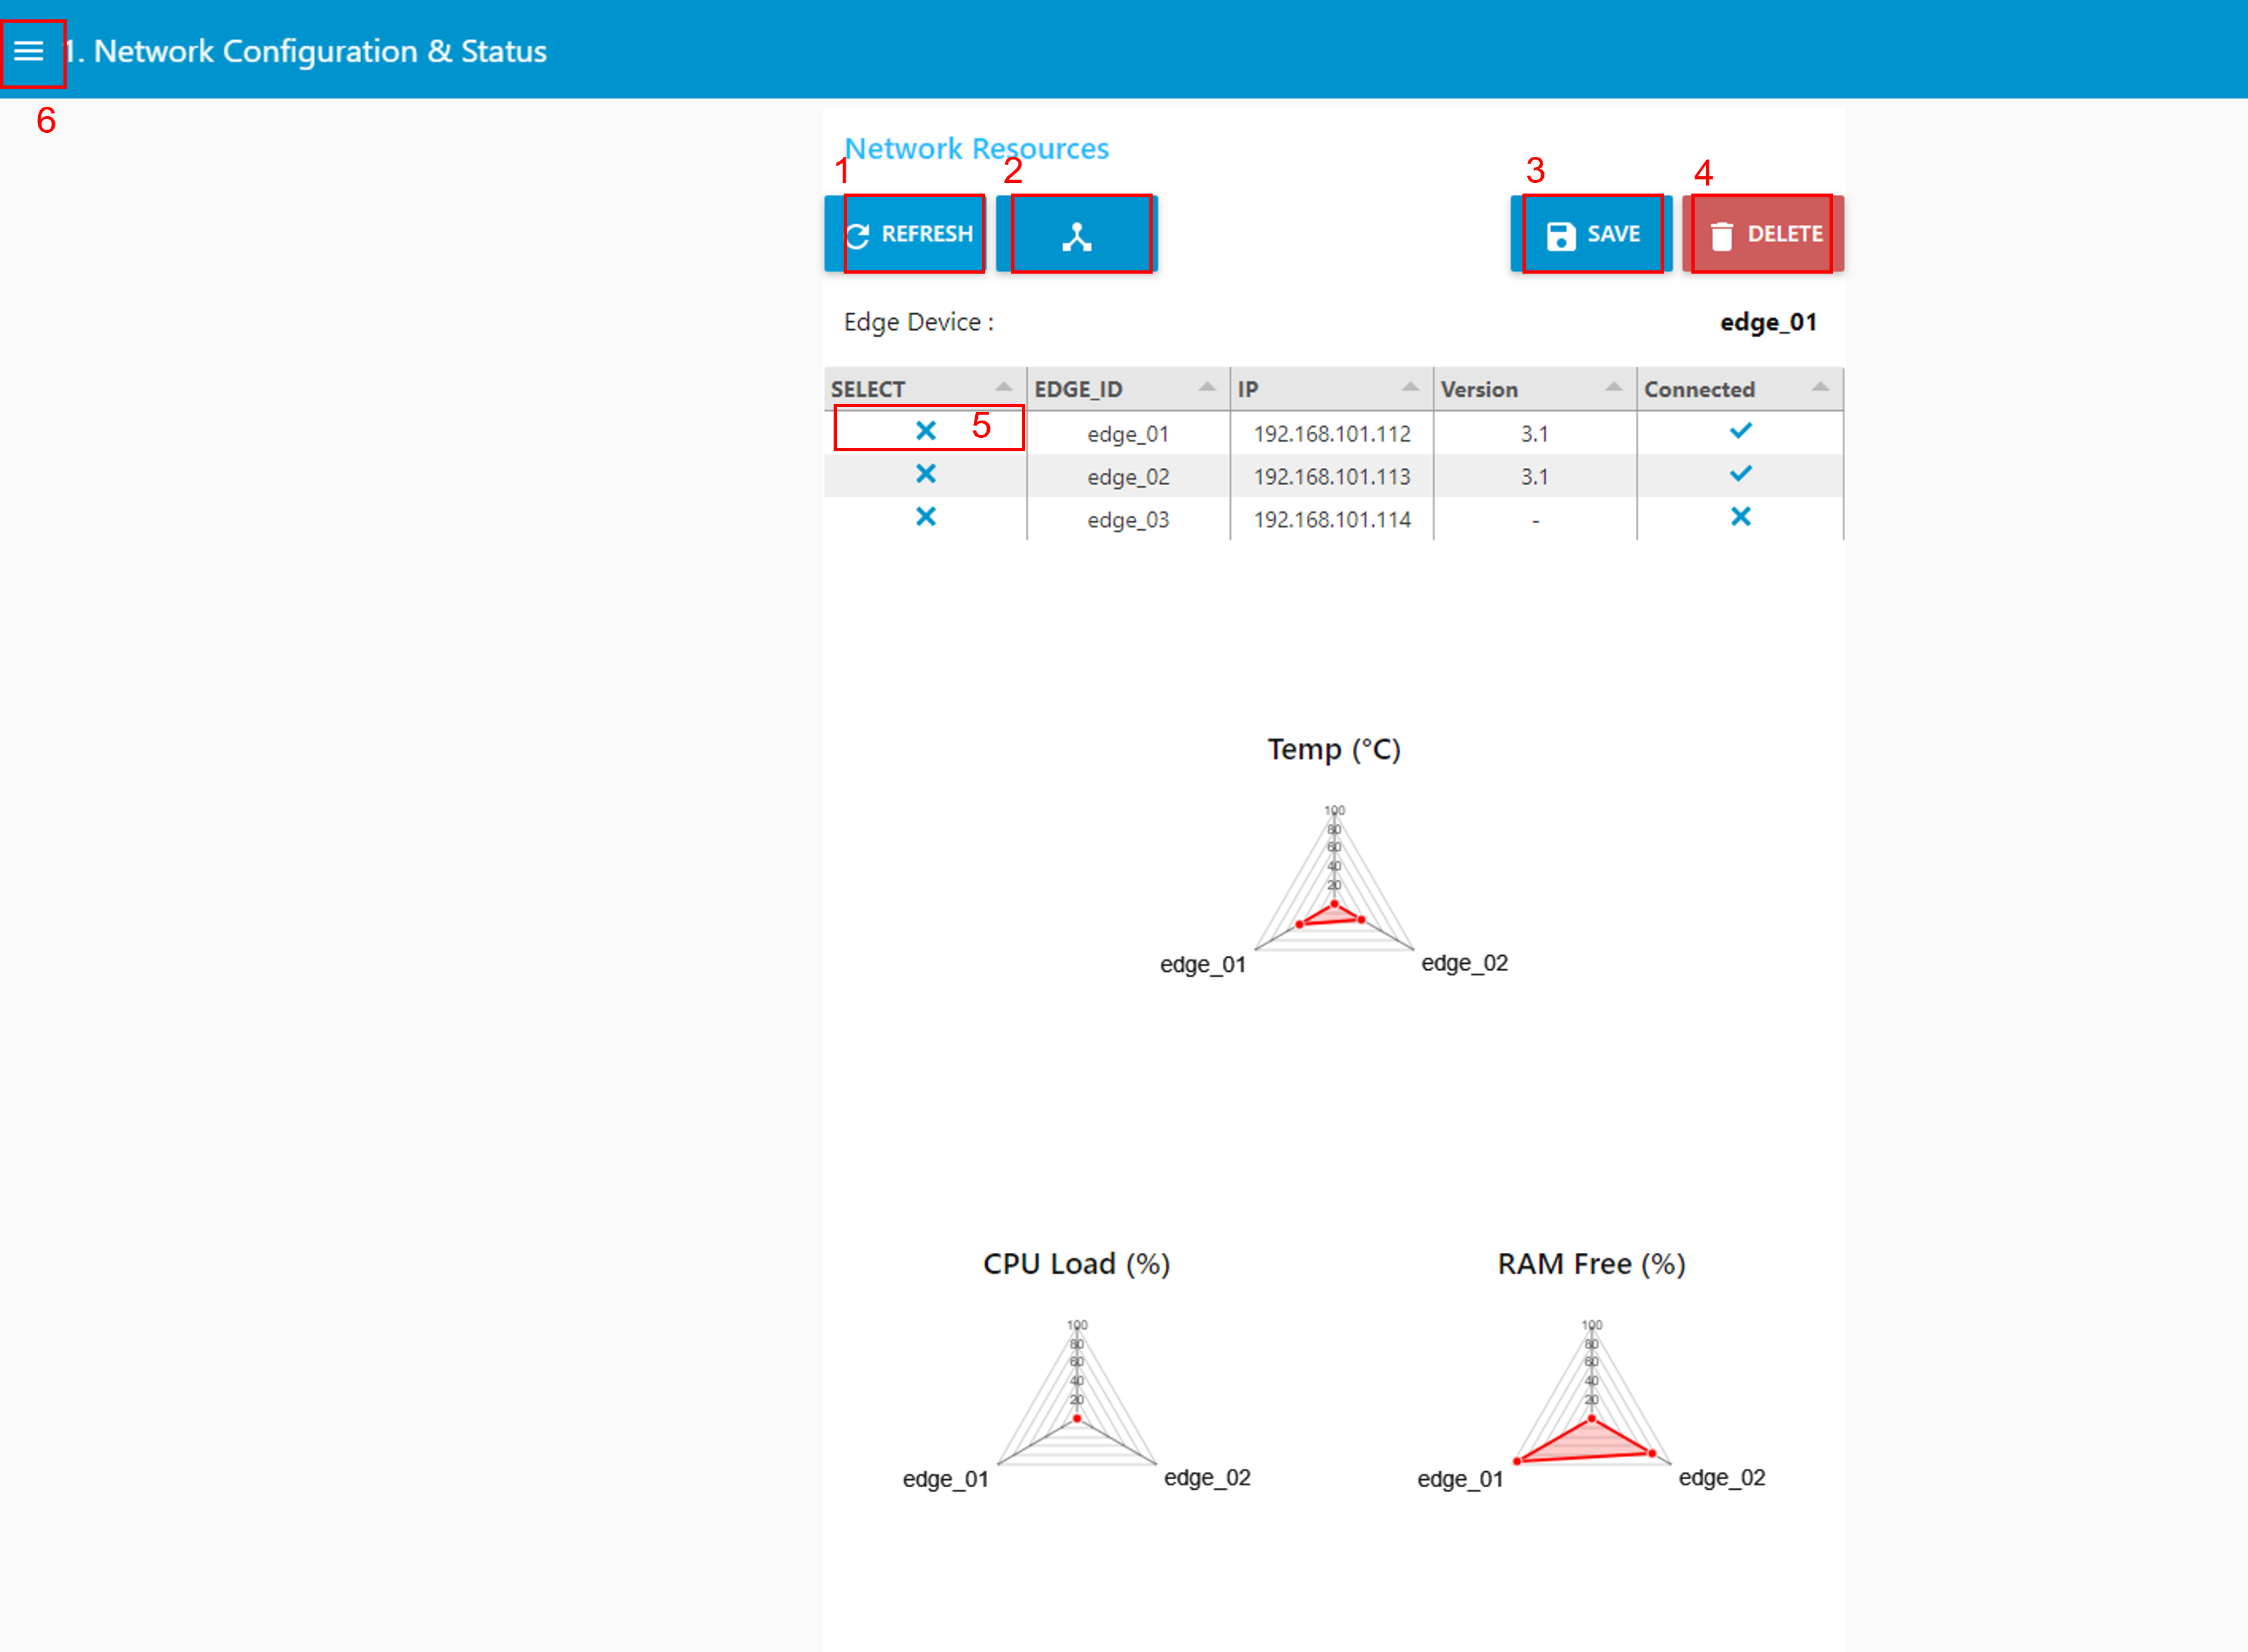 1. Network Configuration & Status
6
Network Resources
1 2 3 4
REFRESH SAVE DELETE
Edge Device : edge_01
SELECT EDGE_ID IP Version Connected
5 edge_01 192.168.101.112 3.1
edge_02 192.168.101.113 3.1
edge_03 192.168.101.114 -
Temp (°C)
100
80
60
40
20
edge_01 edge_02
CPU Load (%) RAM Free (%)
100 100
80 80
60 60
40 40
20 20
edge_01 edge_02 edge_01 edge_02